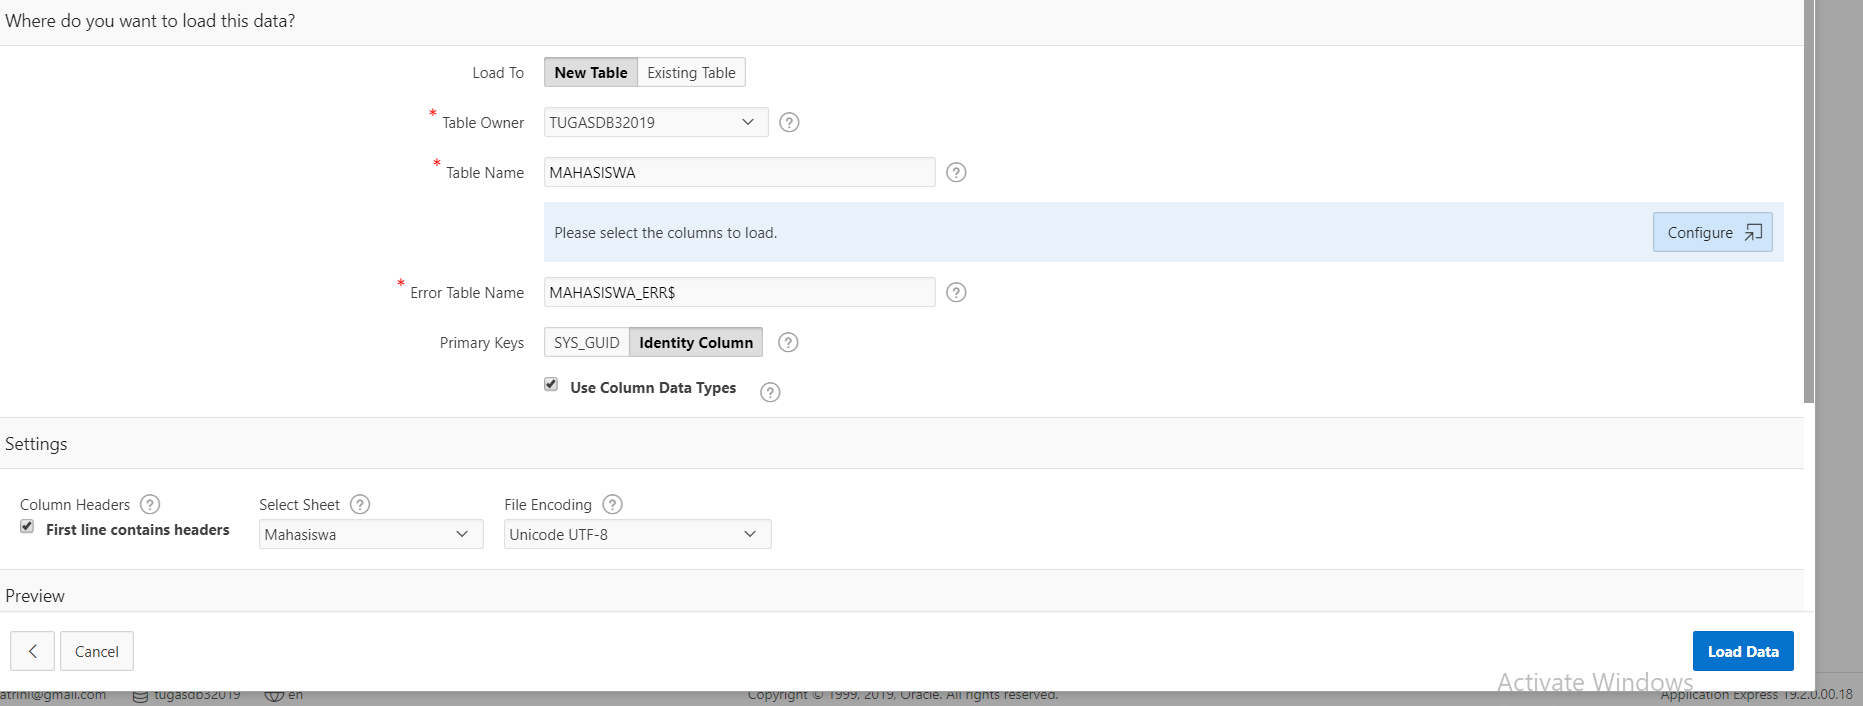 Where do you want to load this data?
Load To New Table Existing Table
* Table Owner TUGASDB32019 ?
* Table Name MAHASISWA ?
Please select the columns to load. Configure
* Error Table Name MAHASISWA_ERR$ ?
Primary Keys SYS_GUID Identity Column ?
Use Column Data Types ?
Settings
Column Headers ? Select Sheet ? File Encoding ?
First line contains headers Mahasiswa Unicode UTF-8
Preview
Cancel Load Data
Activate Windows
atrini@gmail.com tugasdb32019 en Copyright © 1999, 2019, Oracle. All rights reserved. Application Express 19.2.0.00.18